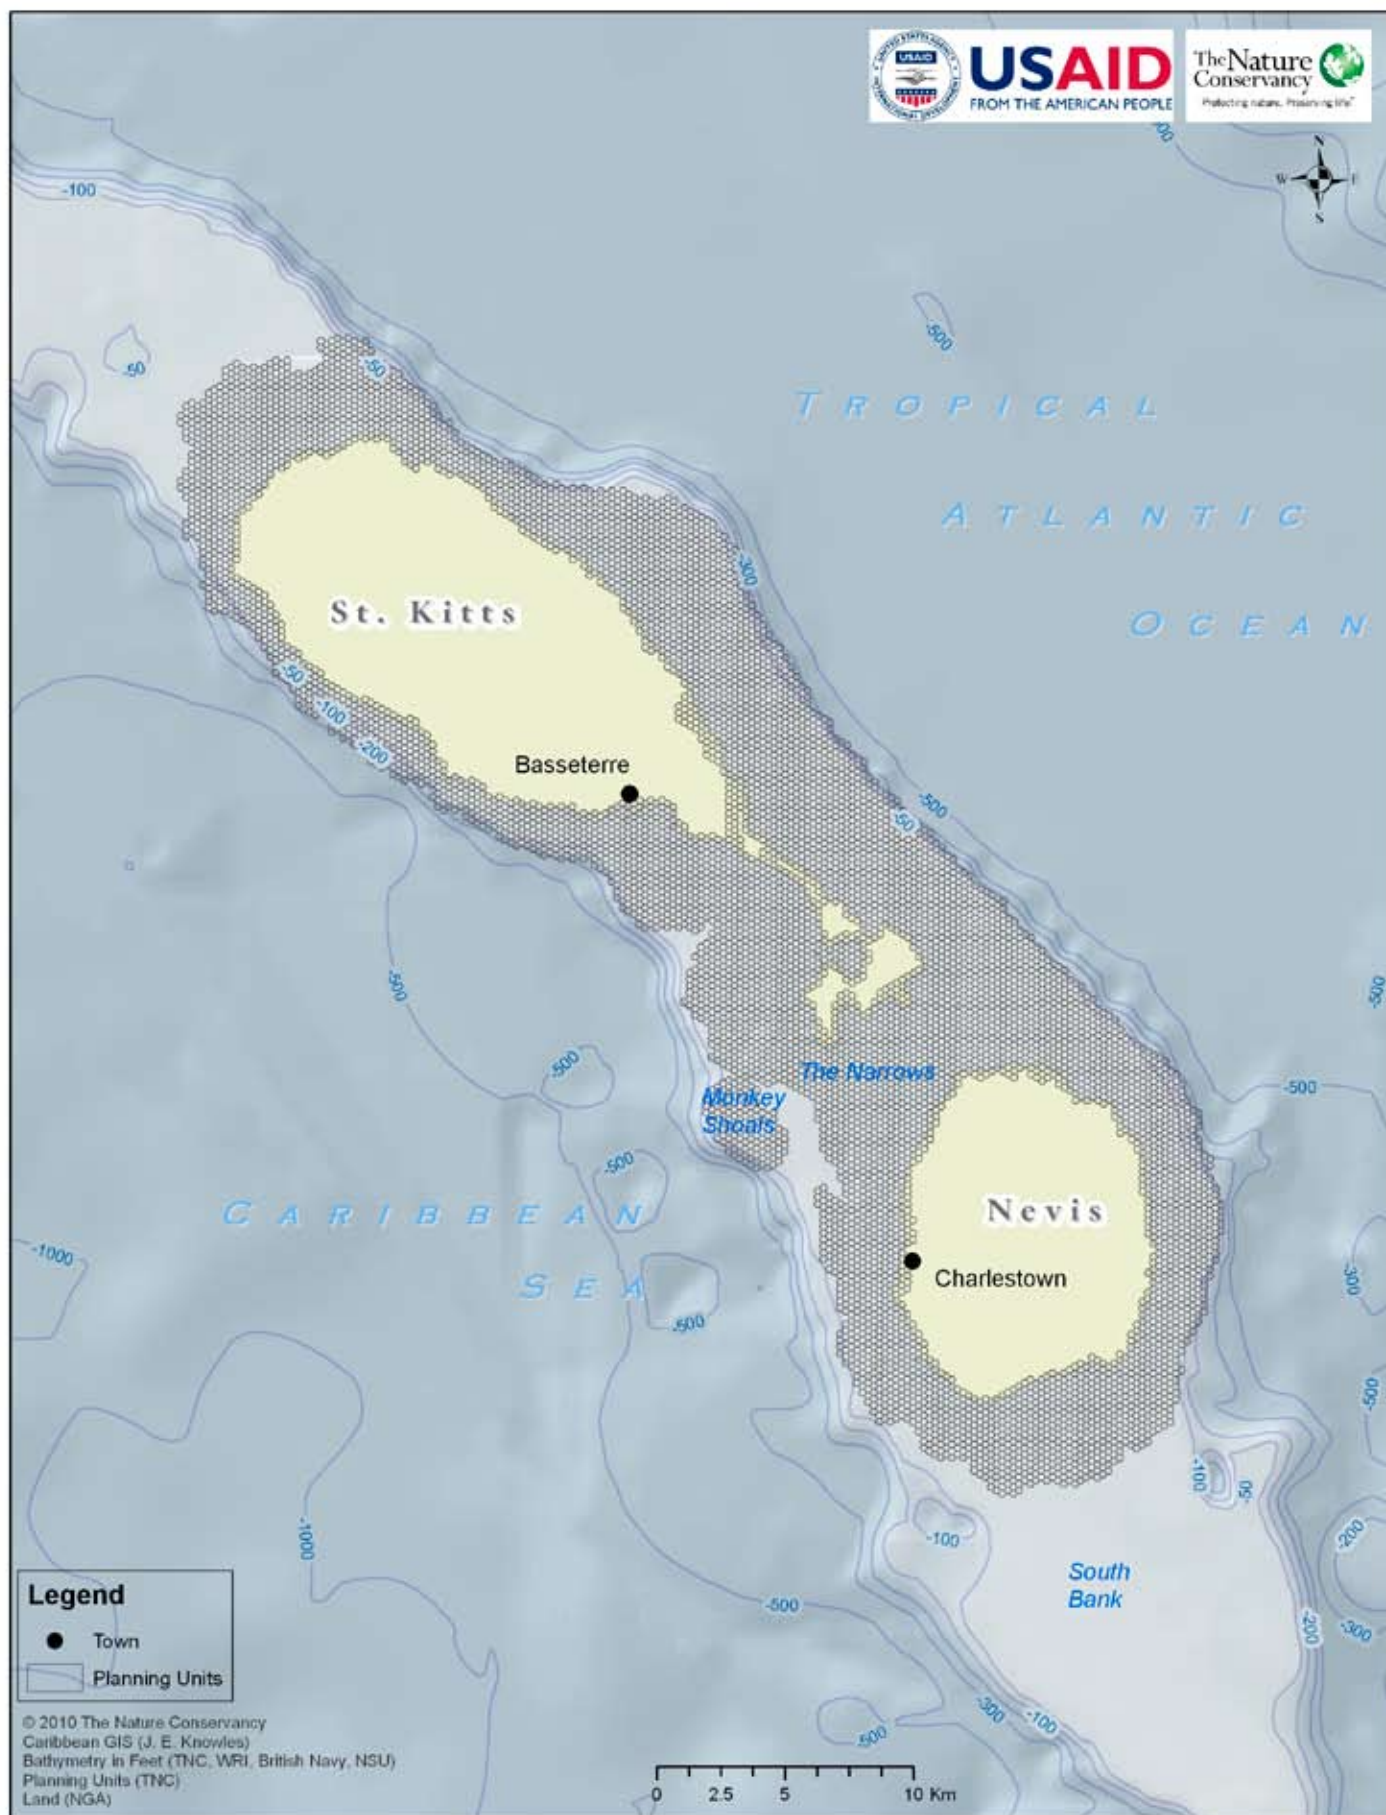 USAID
FROM THE AMERICAN PEOPLE
The Nature
Conservancy
Protecting nature. Preserving life™
N
W E
S
-100
-500
-50
-50
TROPICAL
ATLANTIC
OCEAN
-300
St. Kitts
-50
-100
-200
Basseterre
-500
-50
-500
-500
-500
The Narrows
-500
Monkey
Shoals
-500
CARIBBEAN
SEA
Nevis
-1000
Charlestown
-300
-500
-100
-50
-100
-1000
-200
South
Bank
-500
-200
-300
-300
-100
-500
Legend
Town
Planning Units
© 2010 The Nature Conservancy
Caribbean GIS (J. E. Knowles)
Bathymetry in Feet (TNC, WRI, British Navy, NSU)
Planning Units (TNC)
Land (NGA)
0 2.5 5 10 Km